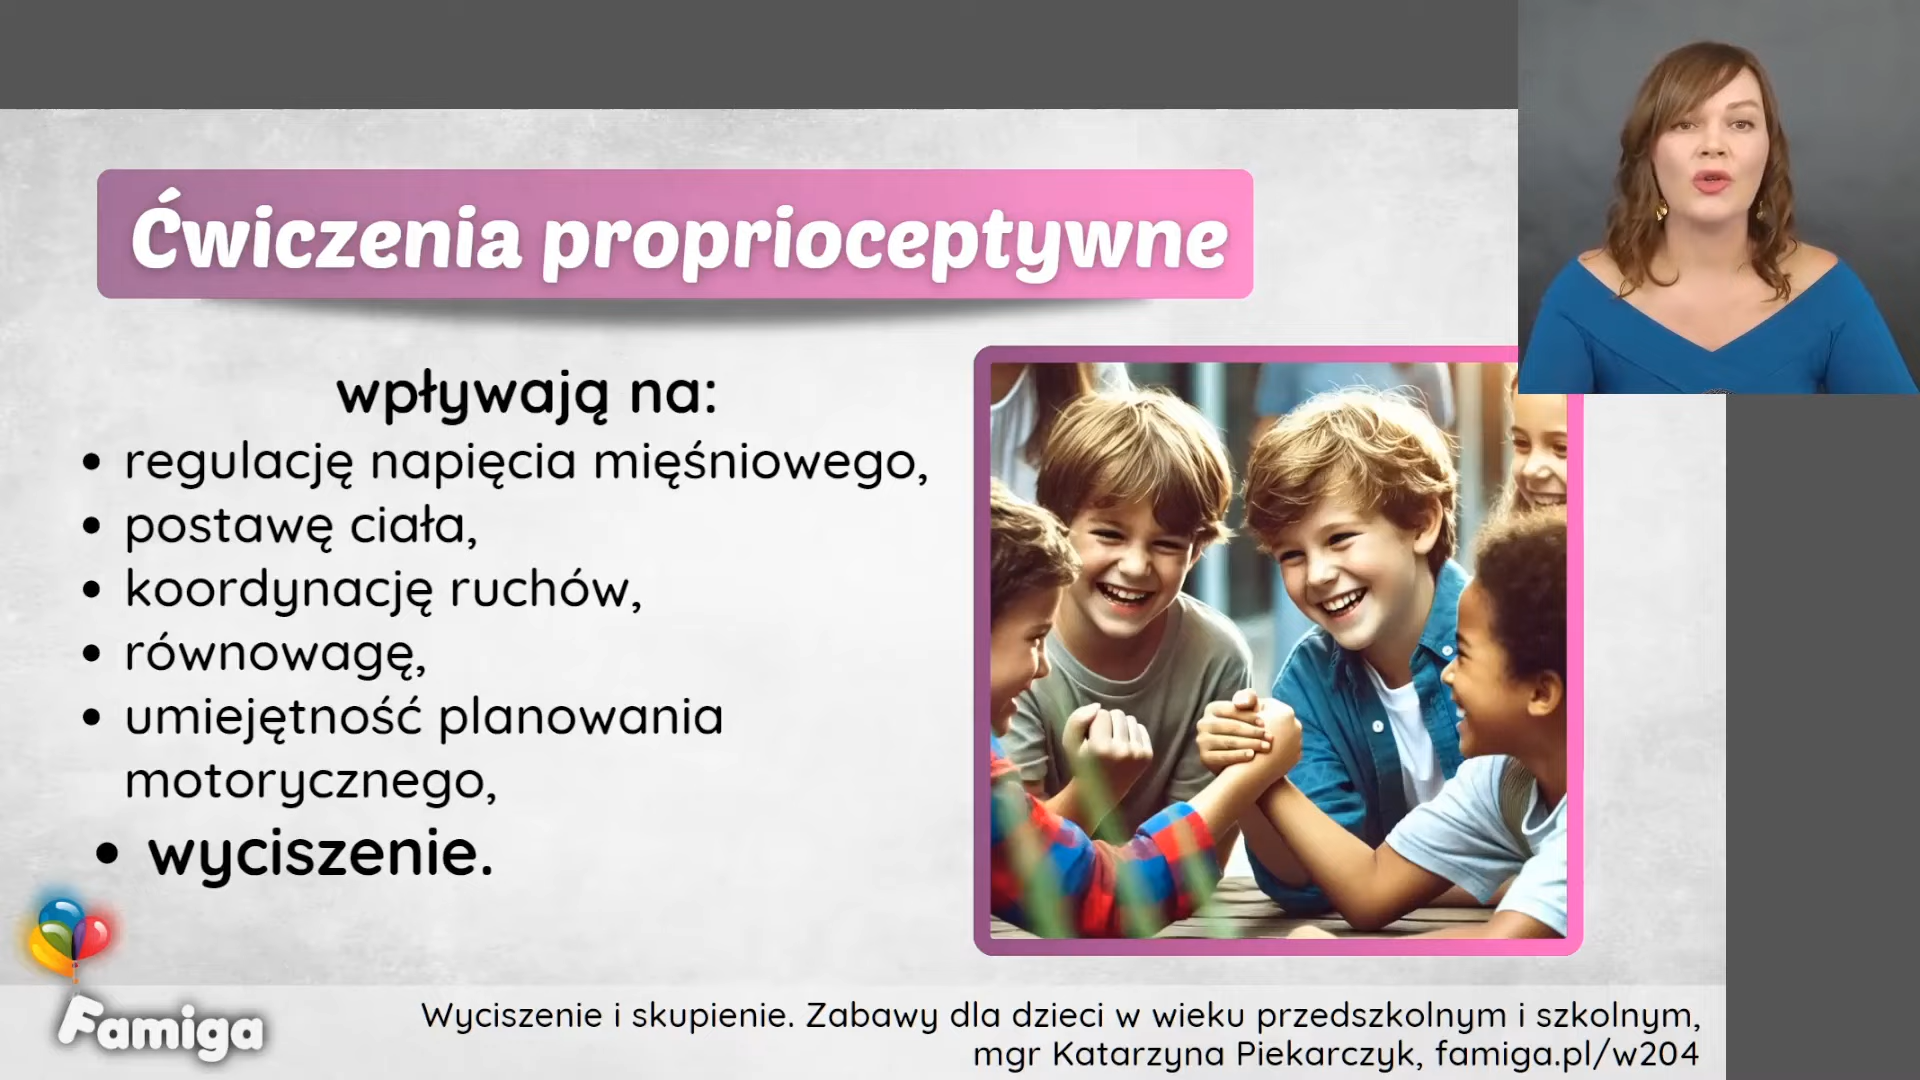 Ćwiczenia proprioceptywne
wpływają na:
• regulację napięcia mięśniowego,
• postawę ciała,
• koordynację ruchów,
• równowagę,
• umiejętność planowania
motorycznego,
• wyciszenie.
Famiga
Wyciszenie i skupienie. Zabawy dla dzieci w wieku przedszkolnym i szkolnym,
mgr Katarzyna Piekarczyk, famiga.pl/w204